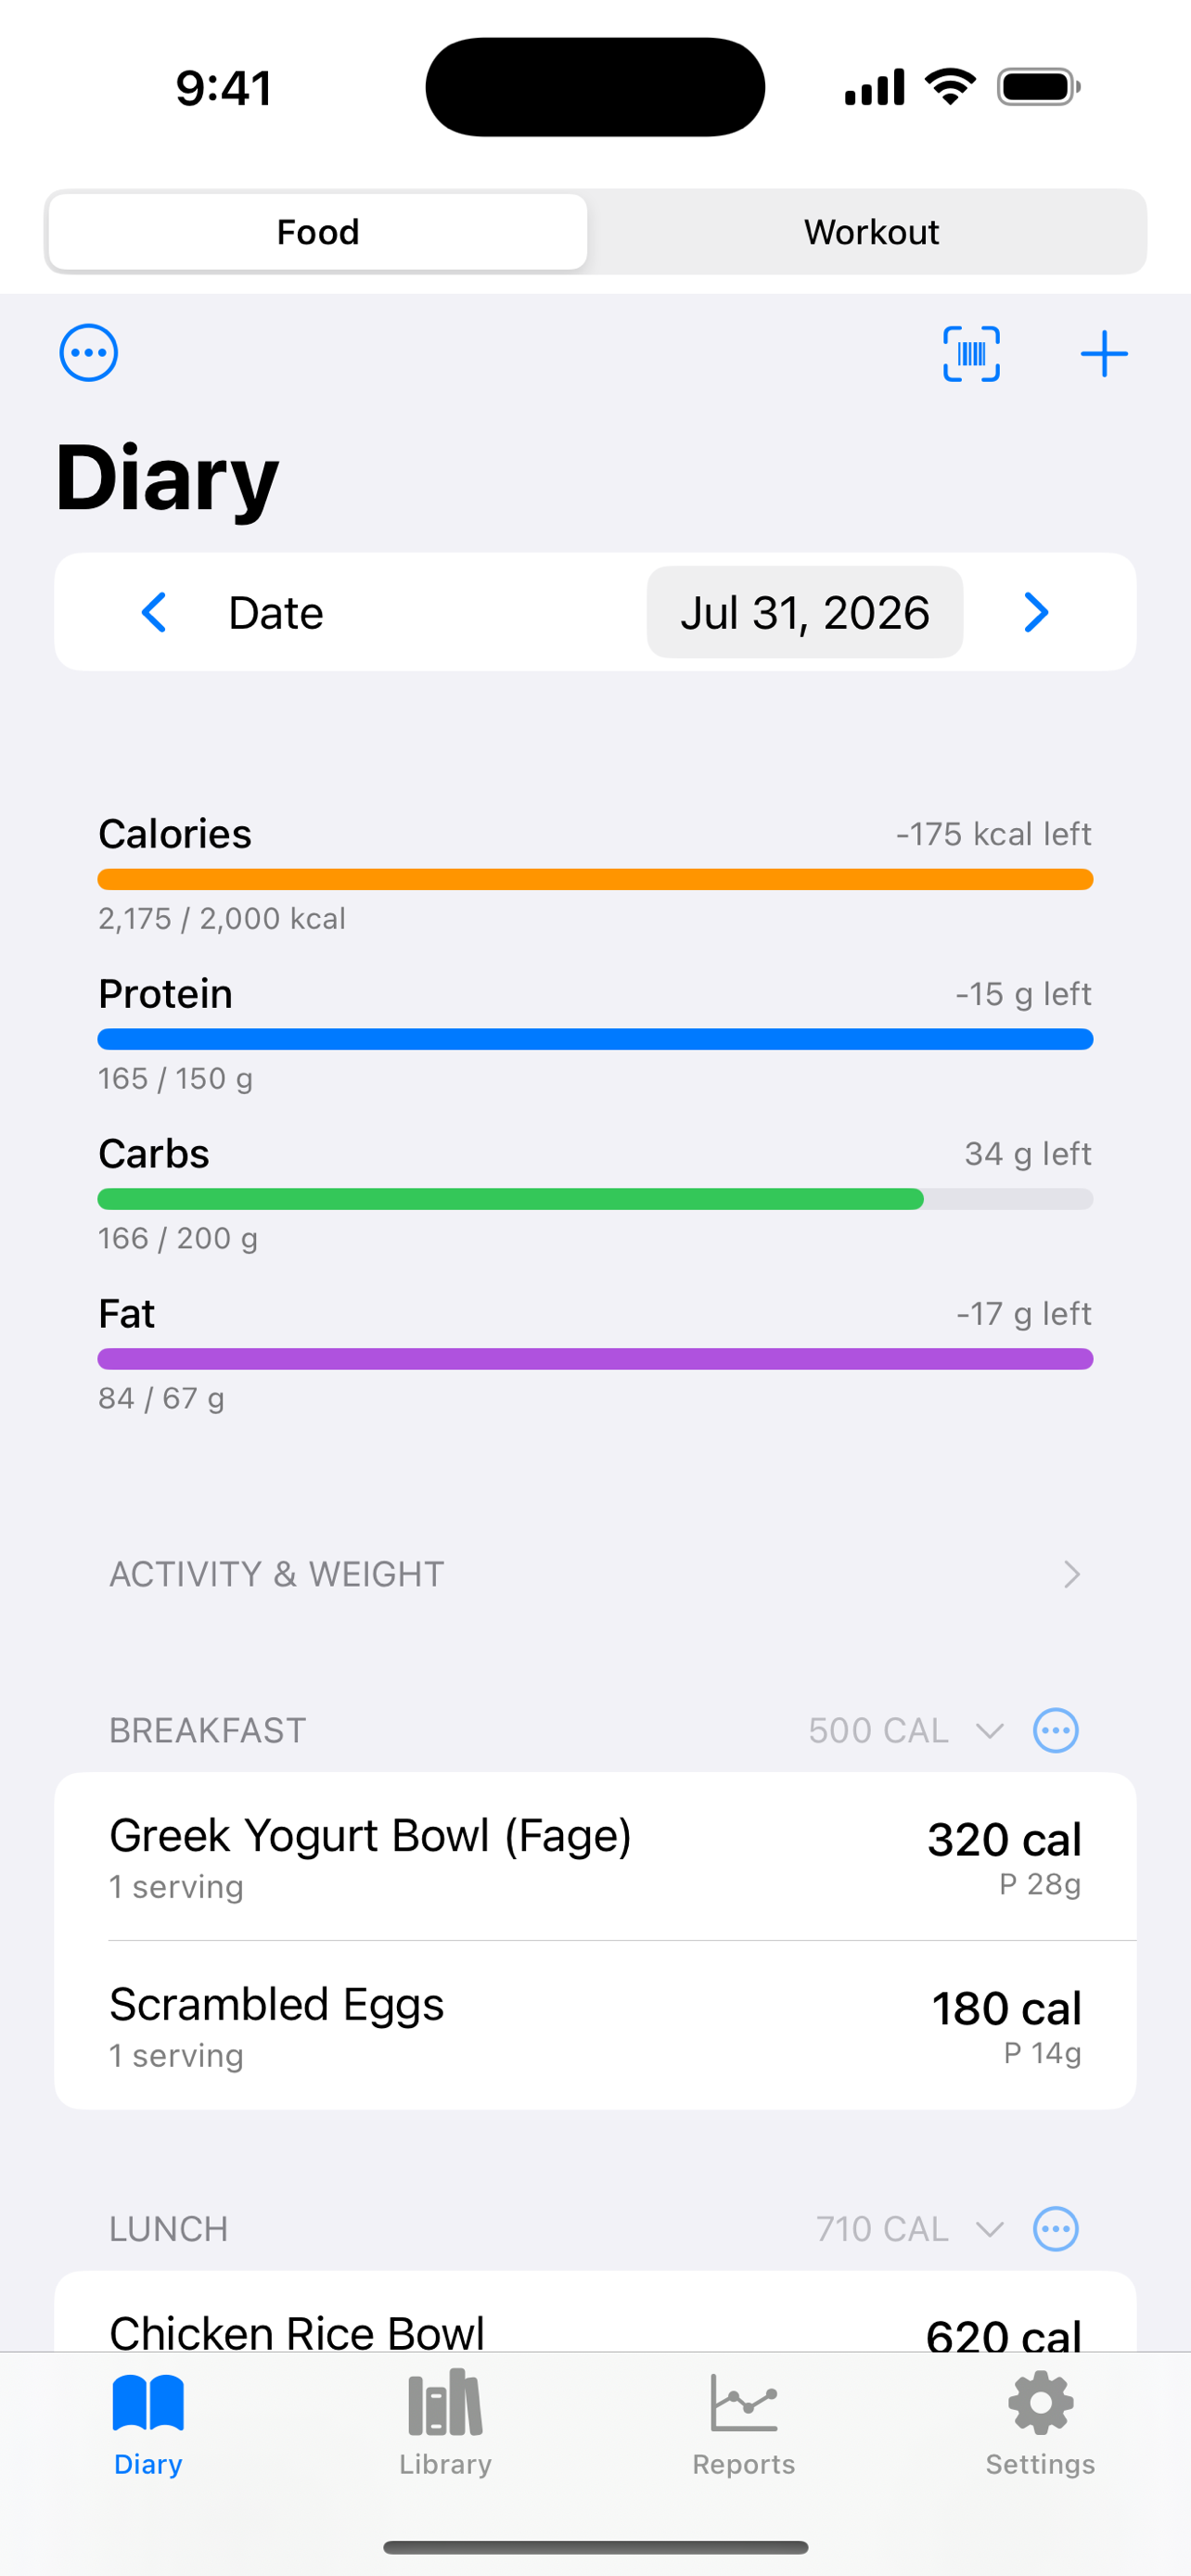 9:41
Food
Workout
Diary
Date
Jul 31, 2026
Calories
-175 kcal left
2,175 / 2,000 kcal
Protein
-15 g left
165 / 150 g
Carbs
34 g left
166 / 200 g
Fat
-17 g left
84 / 67 g
ACTIVITY & WEIGHT
BREAKFAST
500 CAL
Greek Yogurt Bowl (Fage)
320 cal
1 serving
P 28g
Scrambled Eggs
180 cal
1 serving
P 14g
LUNCH
710 CAL
Chicken Rice Bowl
620 cal
Diary
Library
Reports
Settings